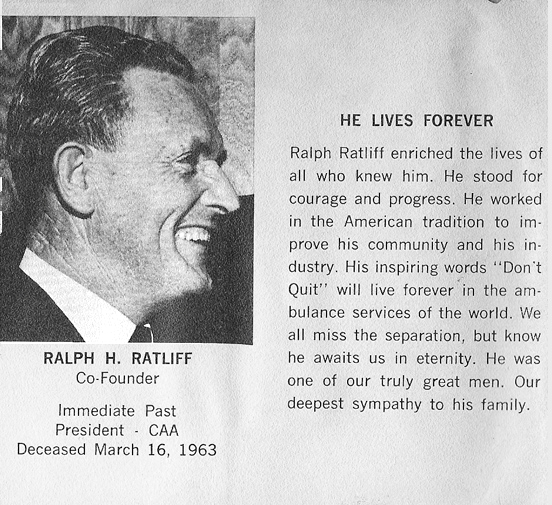 RALPH H. RATLIFF
Co-Founder
Immediate Past
President - CAA
Deceased March 16, 1963
HE LIVES FOREVER
Ralph Ratliff enriched the lives of
all who knew him. He stood for
courage and progress. He worked
in the American tradition to im-
prove his community and his in-
dustry. His inspiring words "Don't
Quit" will live forever in the am-
bulance services of the world. We
all miss the separation, but know
he awaits us in eternity. He was
one of our truly great men. Our
deepest sympathy to his family.